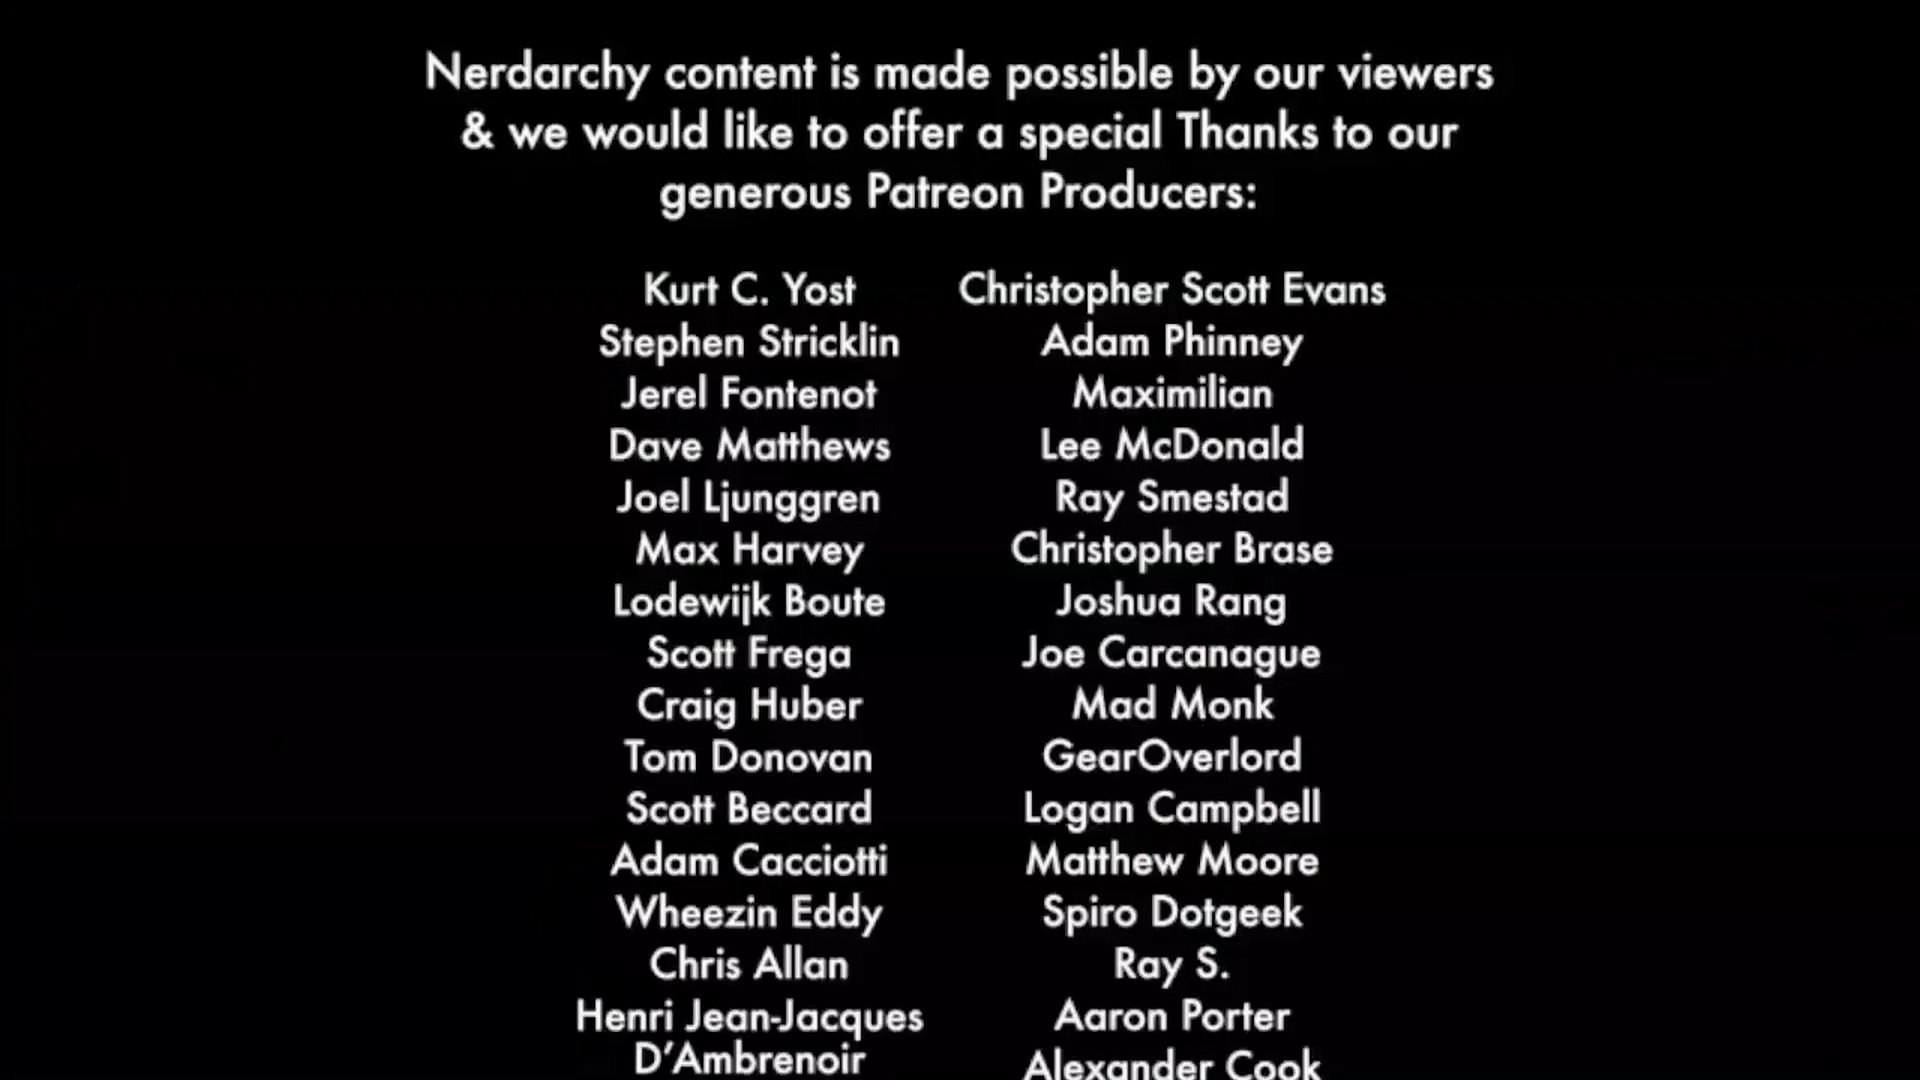 Nerdarchy content is made possible by our viewers
& we would like to offer a special Thanks to our
generous Patreon Producers:
Kurt C. Yost
Stephen Stricklin
Jerel Fontenot
Dave Matthews
Joel Ljunggren
Max Harvey
Lodewijk Boute
Scott Frega
Craig Huber
Tom Donovan
Scott Beccard
Adam Cacciotti
Wheezin Eddy
Chris Allan
Henri Jean-Jacques
D’Ambrenoir
Christopher Scott Evans
Adam Phinney
Maximilian
Lee McDonald
Ray Smestad
Christopher Brase
Joshua Rang
Joe Carcanague
Mad Monk
GearOverlord
Logan Campbell
Matthew Moore
Spiro Dotgeek
Ray S.
Aaron Porter
Alexander Cook